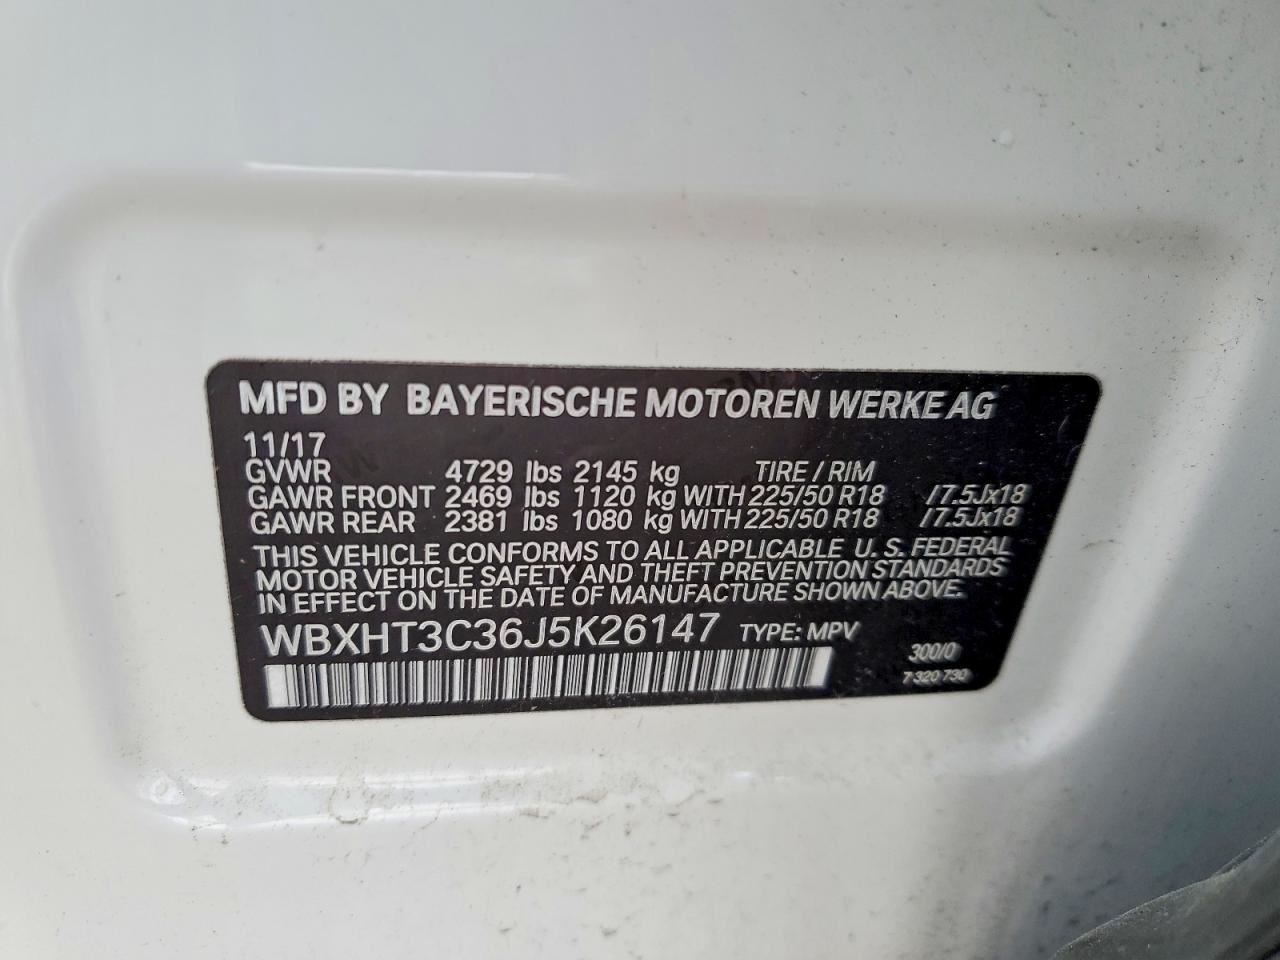 MFD BY BAYERISCHE MOTOREN WERKE AG
11/17
GVWR 4729 lbs 2145 kg TIRE / RIM
GAWR FRONT 2469 lbs 1120 kg WITH 225/50 R18 /7.5Jx18
GAWR REAR 2381 lbs 1080 kg WITH 225/50 R18 /7.5Jx18
THIS VEHICLE CONFORMS TO ALL APPLICABLE U. S. FEDERAL
MOTOR VEHICLE SAFETY AND THEFT PREVENTION STANDARDS
IN EFFECT ON THE DATE OF MANUFACTURE SHOWN ABOVE.
WBXHT3C36J5K26147 TYPE: MPV 300/0
7 320 730